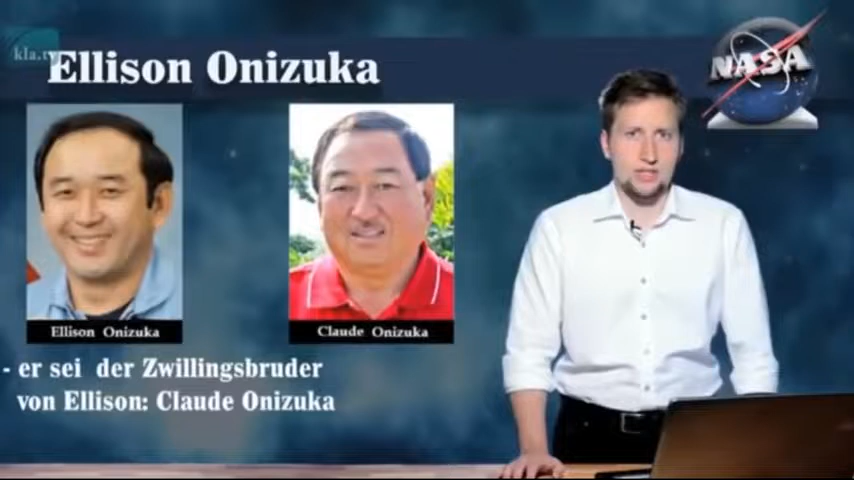 kla.tv
Ellison Onizuka
NASA
Ellison Onizuka
Claude Onizuka
- er sei der Zwillingsbruder
von Ellison: Claude Onizuka